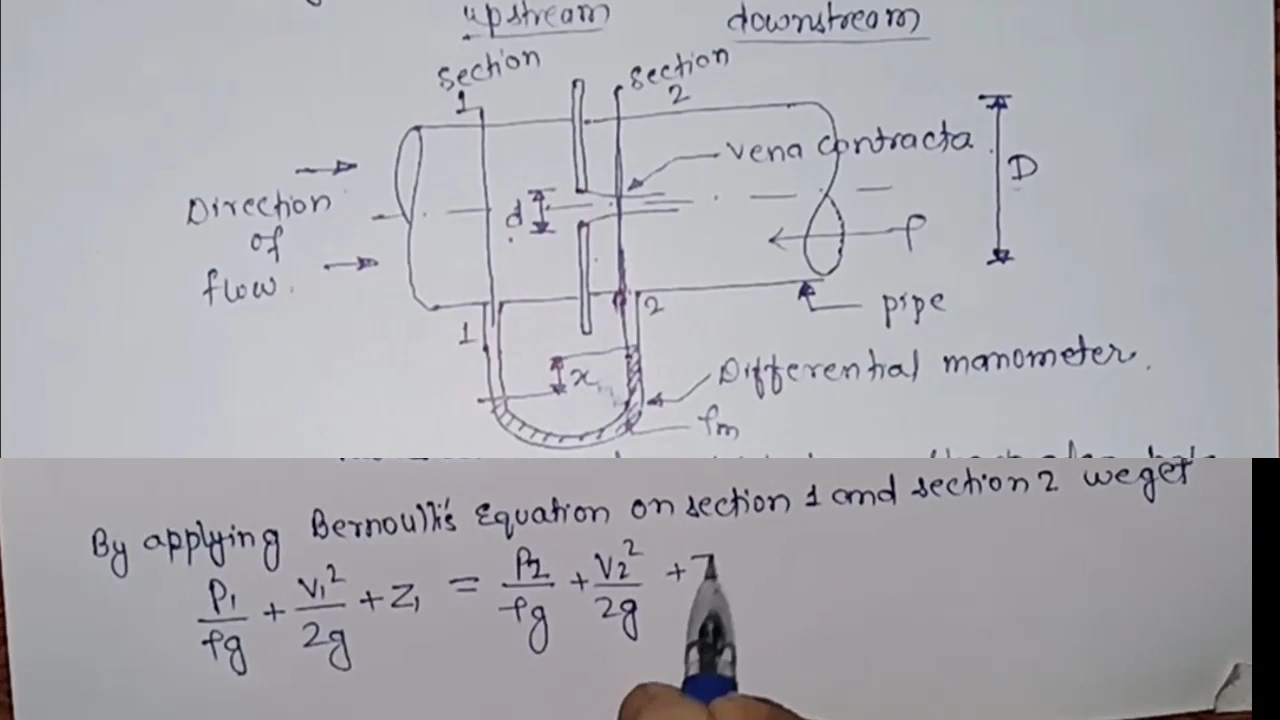 upstream downstream
section 1
section 2
Vena contracta
D
Direction of flow
d
ρ
pipe
1
2
x
Differential manometer.
ρm
By applying Bernoulli's Equation on section 1 and section 2 we get
P₁/ρg + V₁²/2g + Z₁ = P₂/ρg + V₂²/2g +